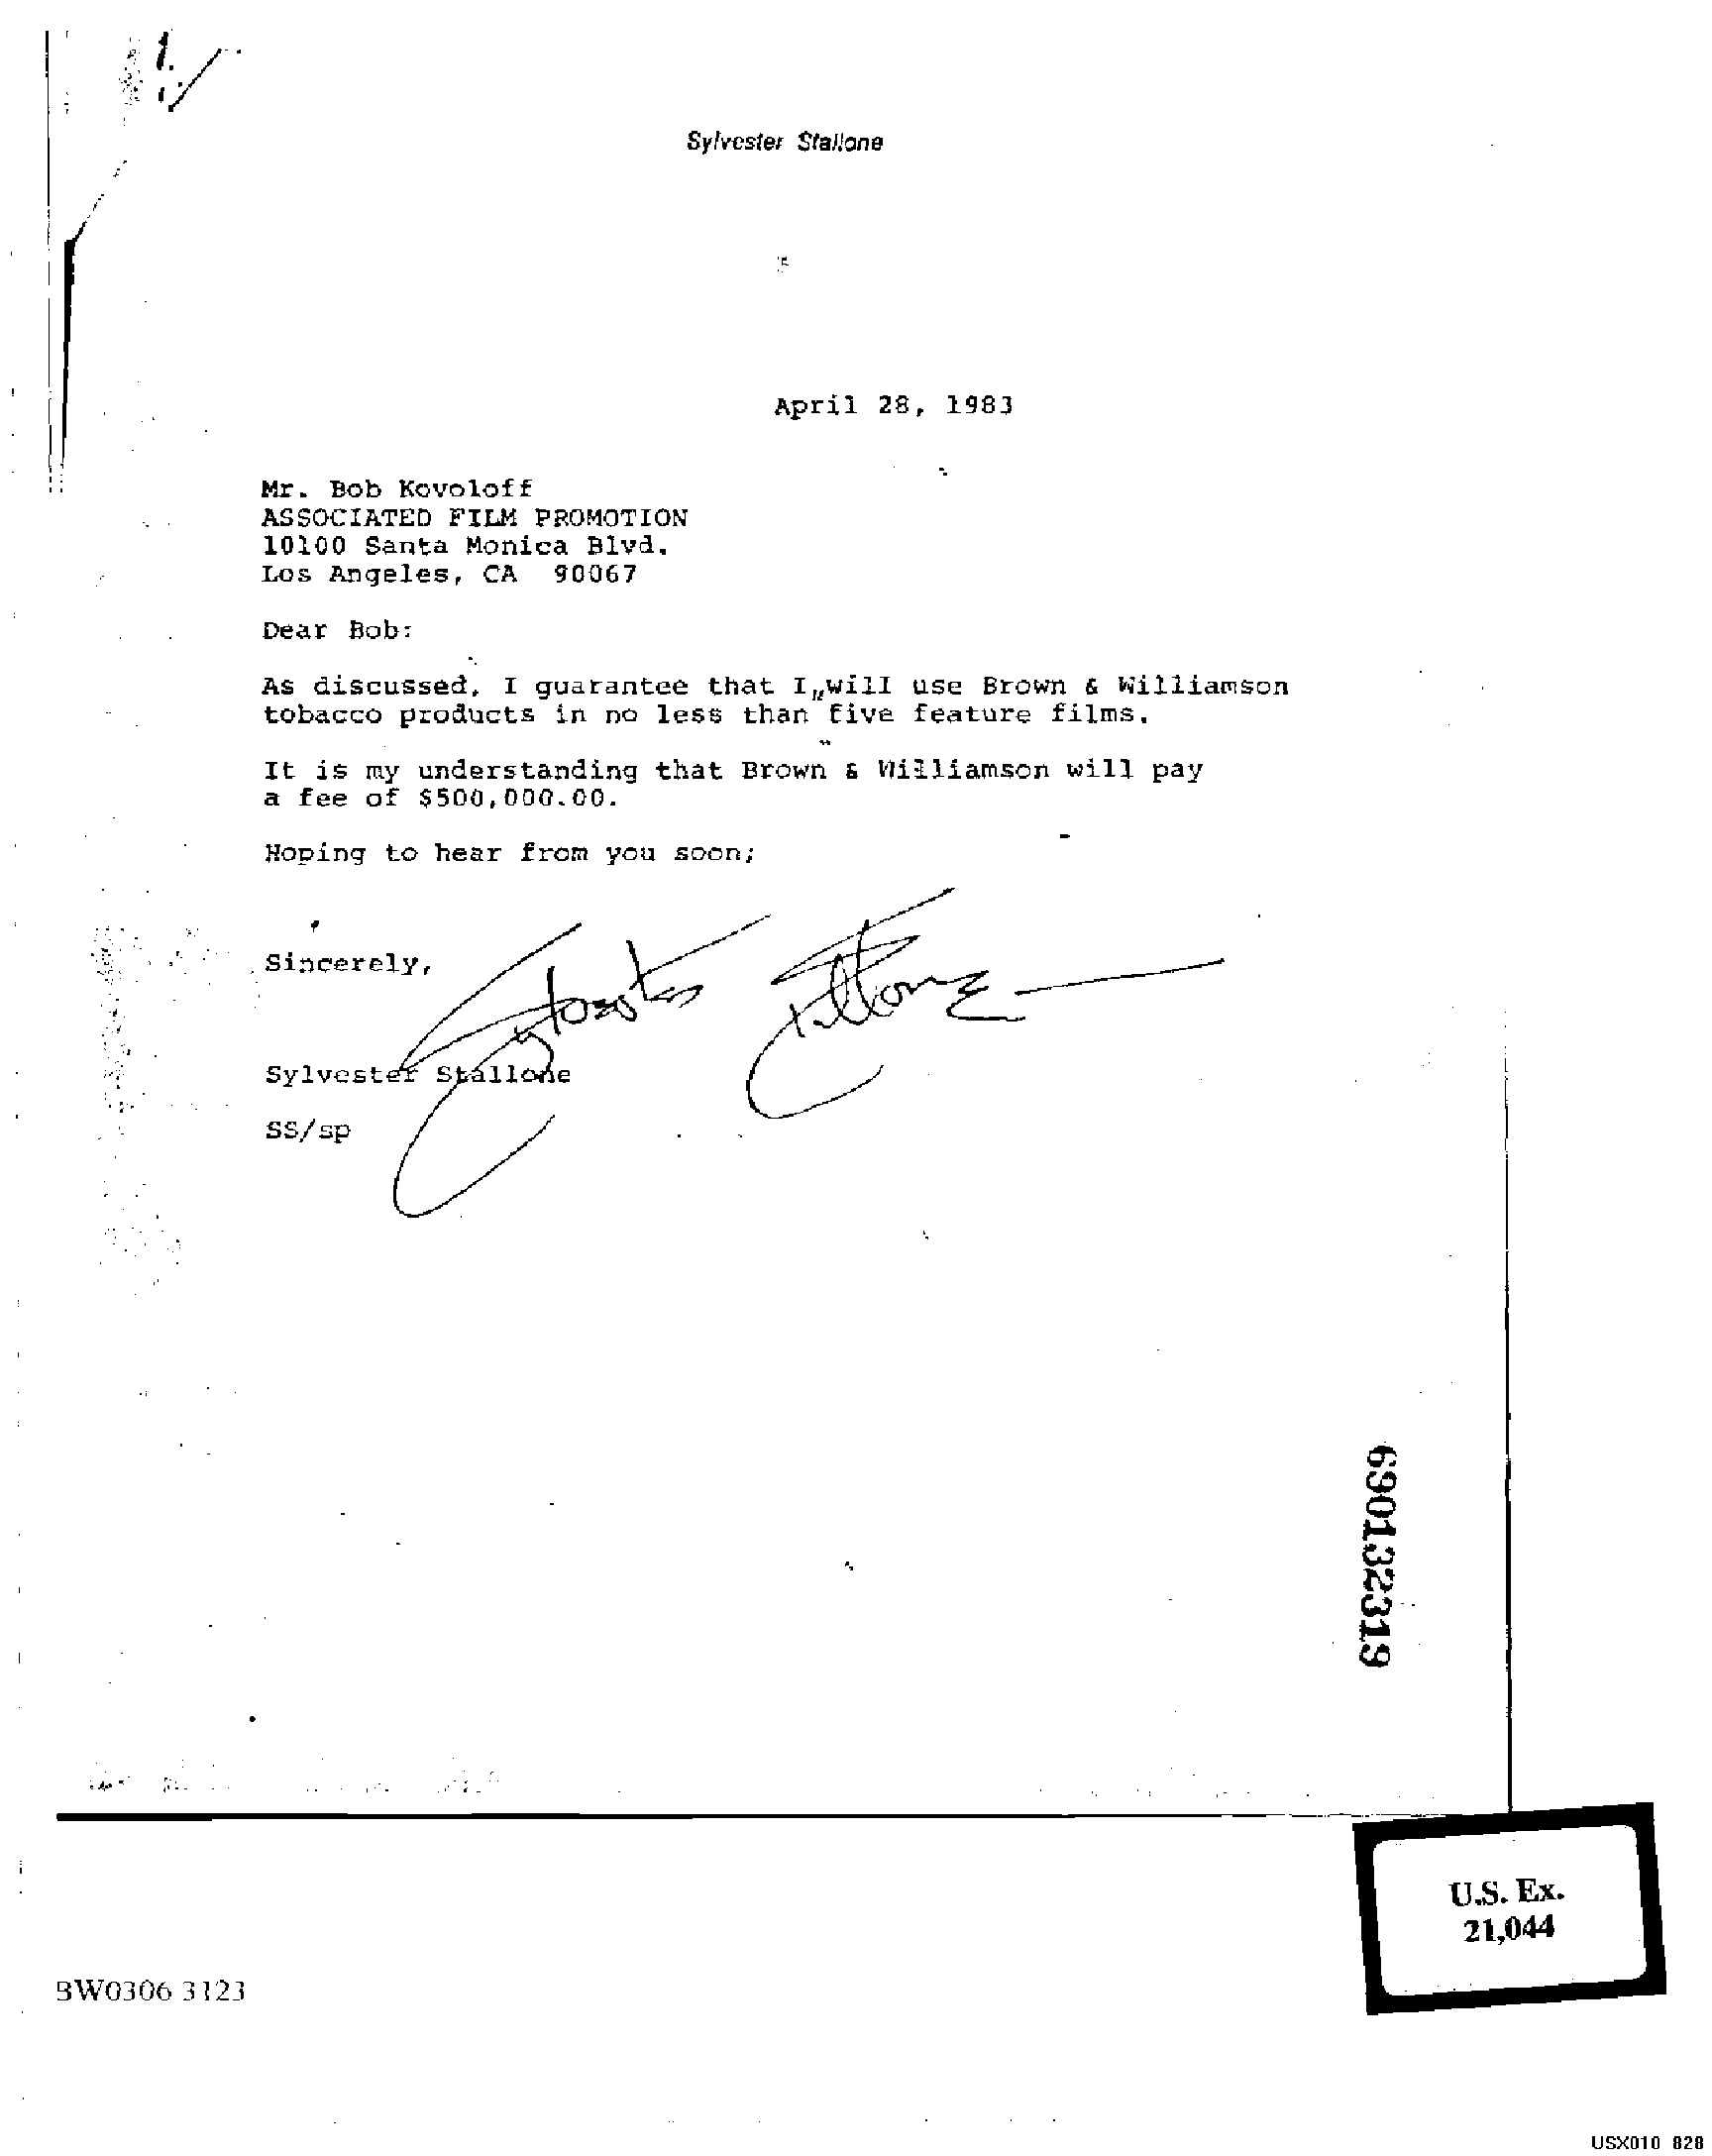 Sylvester Stallone
April 28, 1983
Mr. Bob Kovoloff
ASSOCIATED FILM PROMOTION
10100 Santa Monica Blvd.
Los Angeles, CA 90067
Dear Bob:
As discussed, I guarantee that I will use Brown & Williamson
tobacco products in no less than five feature films.
It is my understanding that Brown & Williamson will pay
a fee of $500,000.00.
Hoping to hear from you soon;
Sincerely,
Sylvester Stallone
Sylvester Stallone
SS/sp
690132319
U.S. Ex.
21,044
BW0306 3123
USX010 828